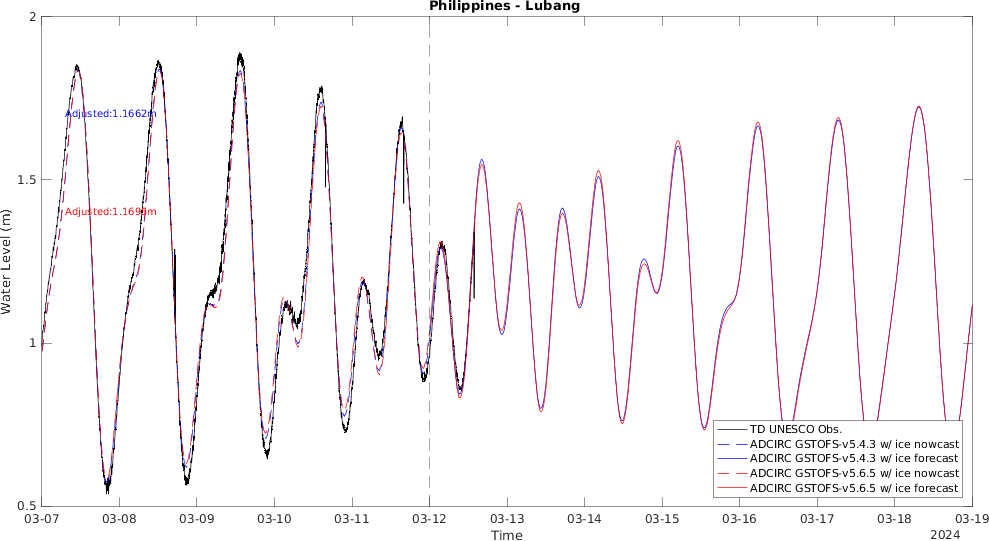 Philippines - Lubang
2
1.5
1
0.5
Water Level (m)
Adjusted:1.1662m
Adjusted:1.1693m
TD UNESCO Obs.
ADCIRC GSTOFS-v5.4.3 w/ ice nowcast
ADCIRC GSTOFS-v5.4.3 w/ ice forecast
ADCIRC GSTOFS-v5.6.5 w/ ice nowcast
ADCIRC GSTOFS-v5.6.5 w/ ice forecast
03-07 03-08 03-09 03-10 03-11 03-12 03-13 03-14 03-15 03-16 03-17 03-18 03-19
Time
2024